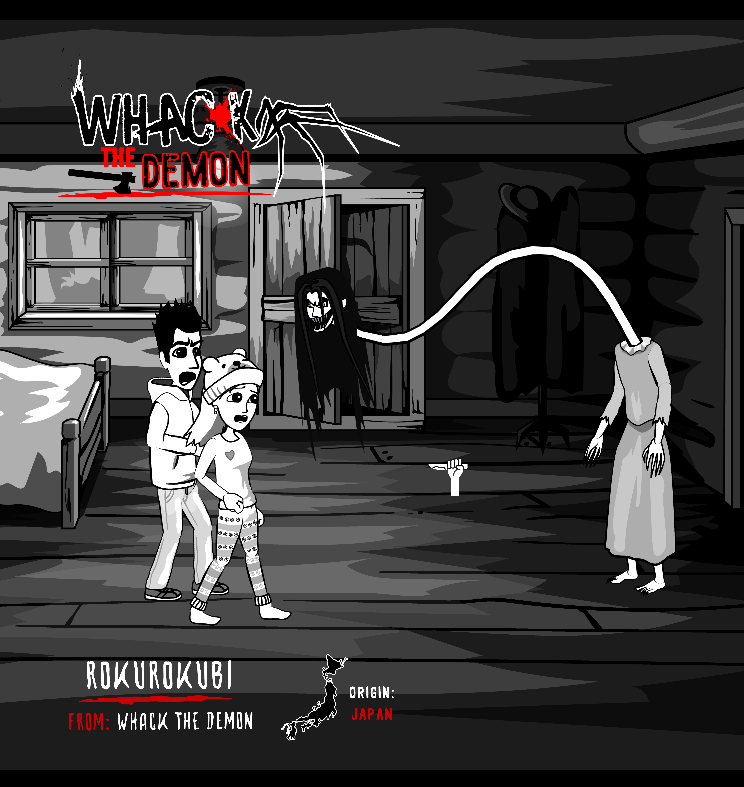 WHACK
THE DEMON
ROKUROKUBI
FROM: WHACK THE DEMON
ORIGIN:
JAPAN